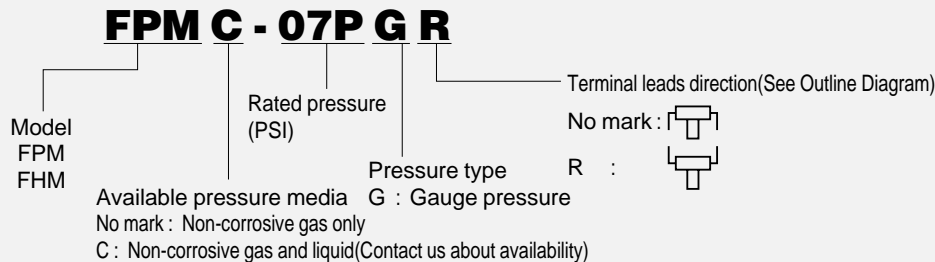 FPM C - 07P G R
Terminal leads direction(See Outline Diagram)
Rated pressure
(PSI)
No mark :
Model
FPM
FHM
Pressure type
G : Gauge pressure
R :
Available pressure media
No mark : Non-corrosive gas only
C : Non-corrosive gas and liquid(Contact us about availability)